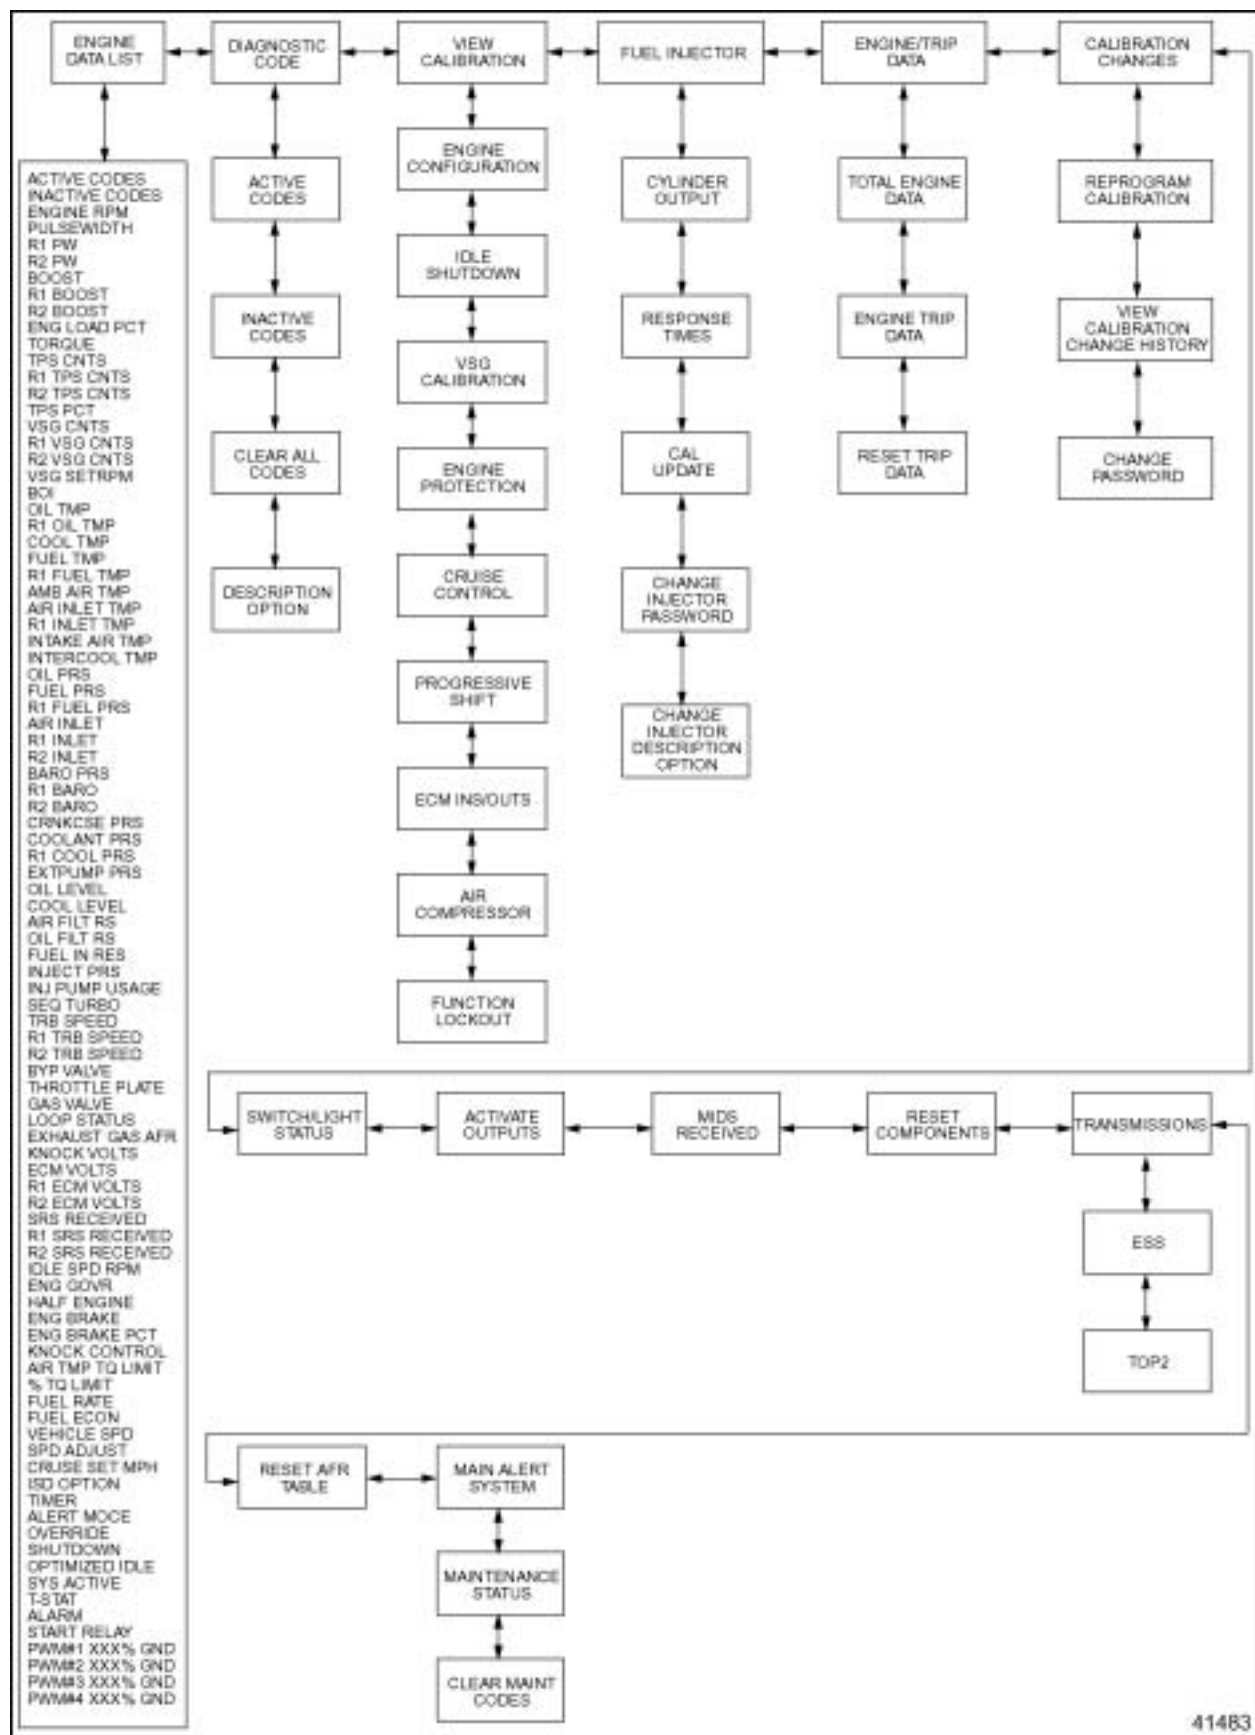 ENGINE
DATA LIST
DIAGNOSTIC
CODE
VIEW
CALIBRATION
FUEL INJECTOR
ENGINE/TRIP
DATA
CALIBRATION
CHANGES
ACTIVE CODES
INACTIVE CODES
ENGINE RPM
PULSEWIDTH
R1 PW
R2 PW
BOOST
R1 BOOST
R2 BOOST
ENG LOAD PCT
TORQUE
TPS CNTS
R1 TPS CNTS
R2 TPS CNTS
TPS PCT
VSG CNTS
R1 VSG CNTS
R2 VSG CNTS
VSG SETRPM
BOI
OIL TMP
R1 OIL TMP
COOL TMP
FUEL TMP
R1 FUEL TMP
AMB AIR TMP
AIR INLET TMP
R1 INLET TMP
INTAKE AIR TMP
INTERCOOL TMP
OIL PRS
FUEL PRS
R1 FUEL PRS
AIR INLET
R1 INLET
R2 INLET
BARO PRS
R1 BARO
R2 BARO
CRNKCSE PRS
COOLANT PRS
R1 COOL PRS
EXTPUMP PRS
OIL LEVEL
COOL LEVEL
AIR FILT RS
OIL FILT RS
FUEL IN RES
INJECT PRS
INJ PUMP USAGE
SEQ TURBO
TRB SPEED
R1 TRB SPEED
R2 TRB SPEED
BYP VALVE
THROTTLE PLATE
GAS VALVE
LOOP STATUS
EXHAUST GAS AFR
KNOCK VOLTS
ECM VOLTS
R1 ECM VOLTS
R2 ECM VOLTS
SRS RECEIVED
R1 SRS RECEIVED
R2 SRS RECEIVED
IDLE SPD RPM
ENG GOVR
HALF ENGINE
ENG BRAKE
ENG BRAKE PCT
KNOCK CONTROL
AIR TMP TQ LIMIT
% TQ LIMIT
FUEL RATE
FUEL ECON
VEHICLE SPD
SPD ADJUST
CRUISE SET MPH
ISD OPTION
TIMER
ALERT MOCE
OVERRIDE
SHUTDOWN
OPTIMIZED IDLE
SYS ACTIVE
T-STAT
ALARM
START RELAY
PWM#1 XXX% GND
PWM#2 XXX% GND
PWM#3 XXX% GND
PWM#4 XXX% GND
ACTIVE
CODES
INACTIVE
CODES
CLEAR ALL
CODES
DESCRIPTION
OPTION
ENGINE
CONFIGURATION
IDLE
SHUTDOWN
VSG
CALIBRATION
ENGINE
PROTECTION
CRUISE
CONTROL
PROGRESSIVE
SHIFT
ECM INS/OUTS
AIR
COMPRESSOR
FUNCTION
LOCKOUT
CYLINDER
OUTPUT
RESPONSE
TIMES
CAL
UPDATE
CHANGE
INJECTOR
PASSWORD
CHANGE
INJECTOR
DESCRIPTION
OPTION
TOTAL ENGINE
DATA
ENGINE TRIP
DATA
RESET TRIP
DATA
REPROGRAM
CALIBRATION
VIEW
CALIBRATION
CHANGE HISTORY
CHANGE
PASSWORD
SWITCH/LIGHT
STATUS
ACTIVATE
OUTPUTS
MIDS
RECEIVED
RESET
COMPONENTS
TRANSMISSIONS
ESS
TOP2
RESET AFR
TABLE
MAIN ALERT
SYSTEM
MAINTENANCE
STATUS
CLEAR MAINT
CODES
41483